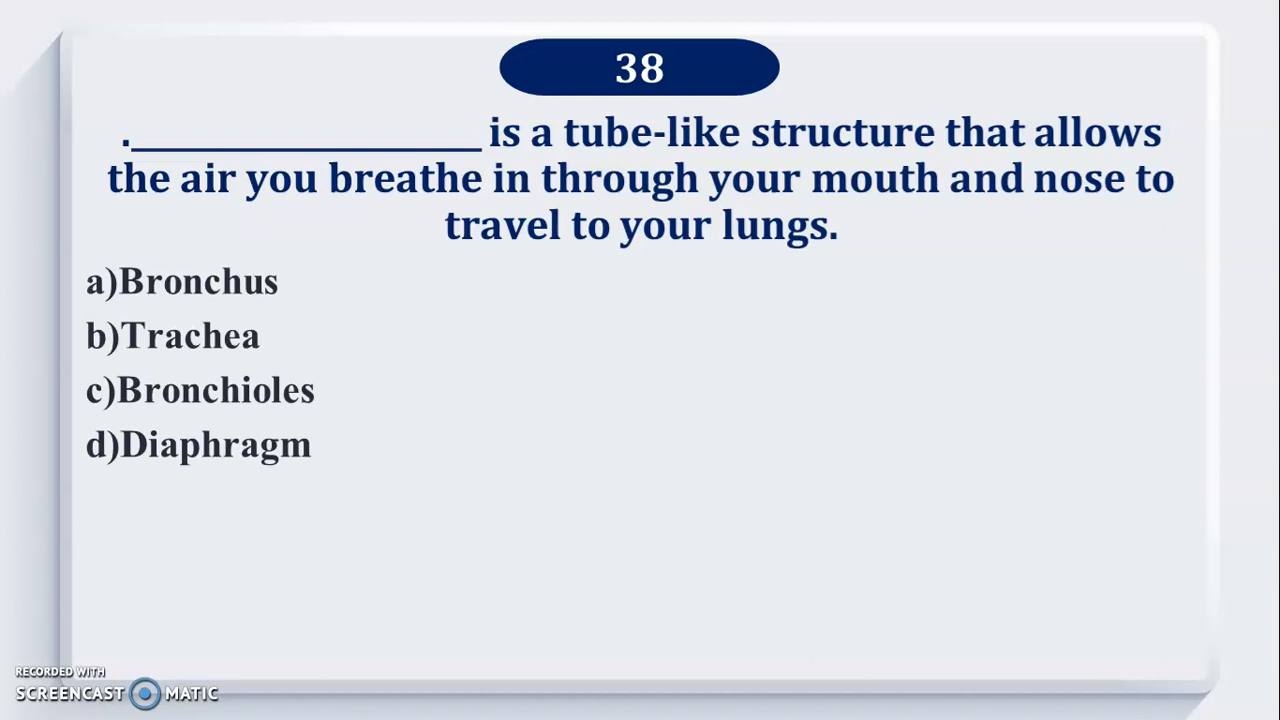 38
.________________ is a tube-like structure that allows
the air you breathe in through your mouth and nose to
travel to your lungs.
a)Bronchus
b)Trachea
c)Bronchioles
d)Diaphragm
RECORDED WITH
SCREENCAST MATIC